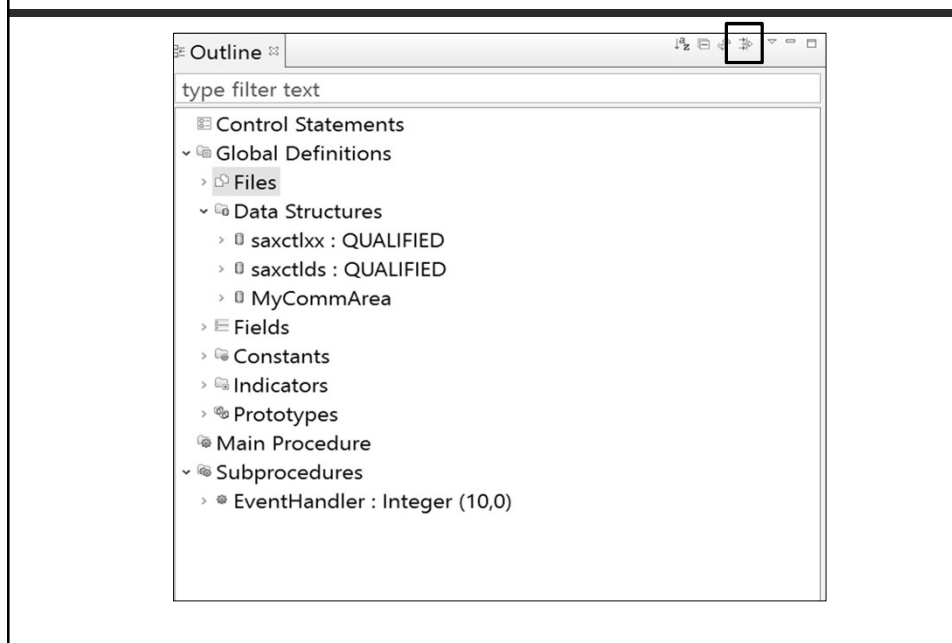 Outline
type filter text
Control Statements
Global Definitions
Files
Data Structures
saxctlxx : QUALIFIED
saxctlds : QUALIFIED
MyCommArea
Fields
Constants
Indicators
Prototypes
Main Procedure
Subprocedures
EventHandler : Integer (10,0)